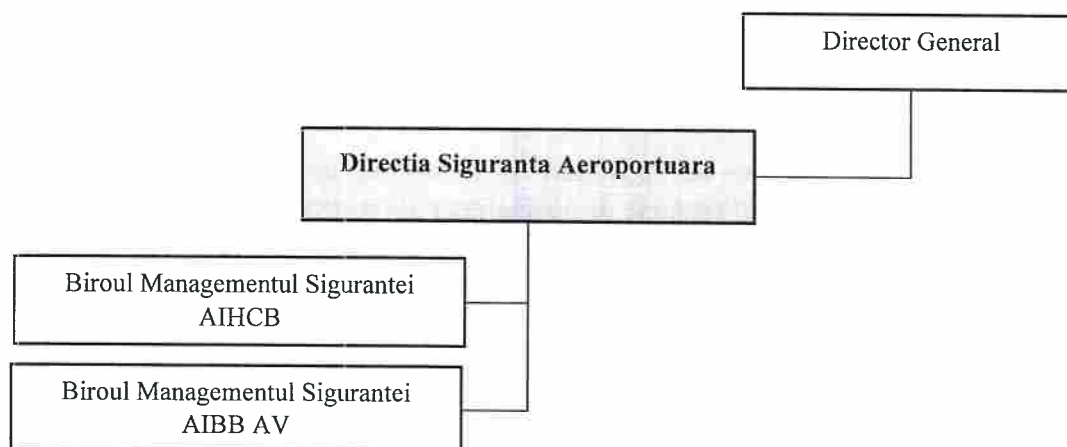 Director General
Directia Siguranta Aeroportuara
Biroul Managementul Sigurantei
AIHCB
Biroul Managementul Sigurantei
AIBB AV